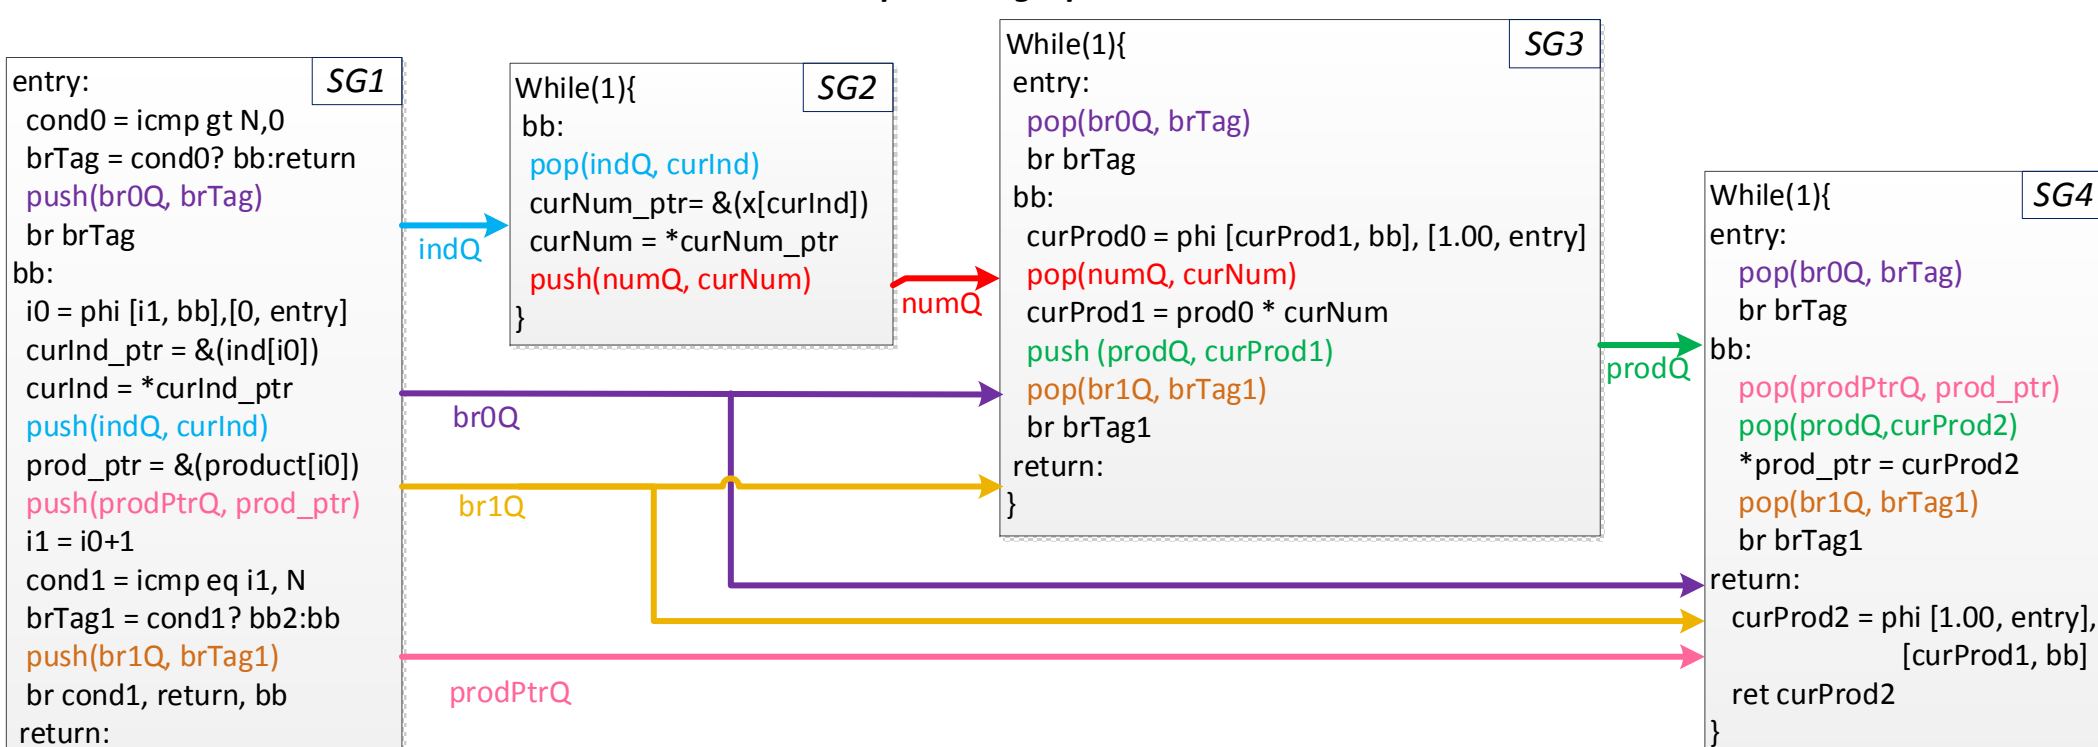 entry:
SG1
cond0 = icmp gt N,0
brTag = cond0? bb:return
push(br0Q, brTag)
br brTag
bb:
i0 = phi [i1, bb],[0, entry]
curInd_ptr = &(ind[i0])
curInd = *curInd_ptr
push(indQ, curInd)
prod_ptr = &(product[i0])
push(prodPtrQ, prod_ptr)
i1 = i0+1
cond1 = icmp eq i1, N
brTag1 = cond1? bb2:bb
push(br1Q, brTag1)
br cond1, return, bb
return:
indQ
br0Q
br1Q
prodPtrQ
While(1){
SG2
bb:
pop(indQ, curInd)
curNum_ptr= &(x[curInd])
curNum = *curNum_ptr
push(numQ, curNum)
}
numQ
While(1){
SG3
entry:
pop(br0Q, brTag)
br brTag
bb:
curProd0 = phi [curProd1, bb], [1.00, entry]
pop(numQ, curNum)
curProd1 = prod0 * curNum
push (prodQ, curProd1)
pop(br1Q, brTag1)
br brTag1
return:
}
prodQ
While(1){
SG4
entry:
pop(br0Q, brTag)
br brTag
bb:
pop(prodPtrQ, prod_ptr)
pop(prodQ,curProd2)
*prod_ptr = curProd2
pop(br1Q, brTag1)
br brTag1
return:
curProd2 = phi [1.00, entry],
[curProd1, bb]
ret curProd2
}